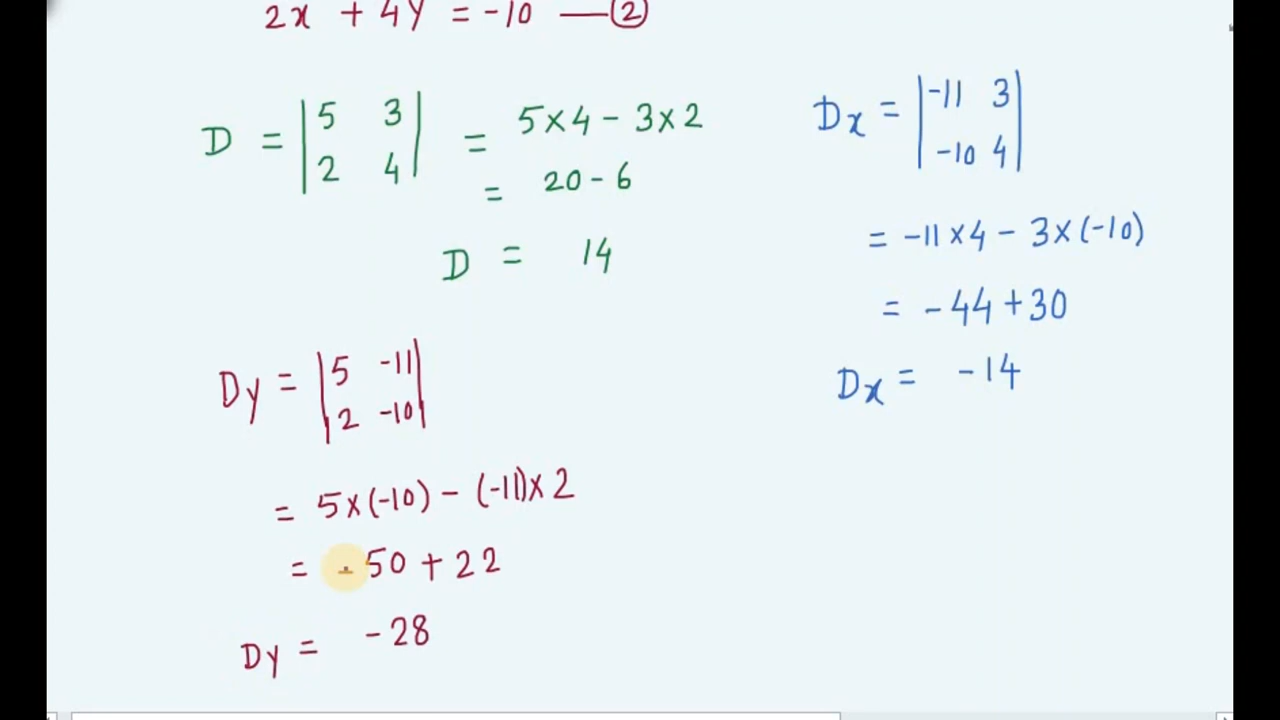 2x + 4y = -10 — ②
D = |5 3| = 5×4 - 3×2
|2 4|
= 20 - 6
D = 14
Dx = |-11 3|
|-10 4|
= -11×4 - 3×(-10)
= -44 + 30
Dx = -14
Dy = |5 -11|
|2 -10|
= 5×(-10) - (-11)×2
= -50 + 22
Dy = -28